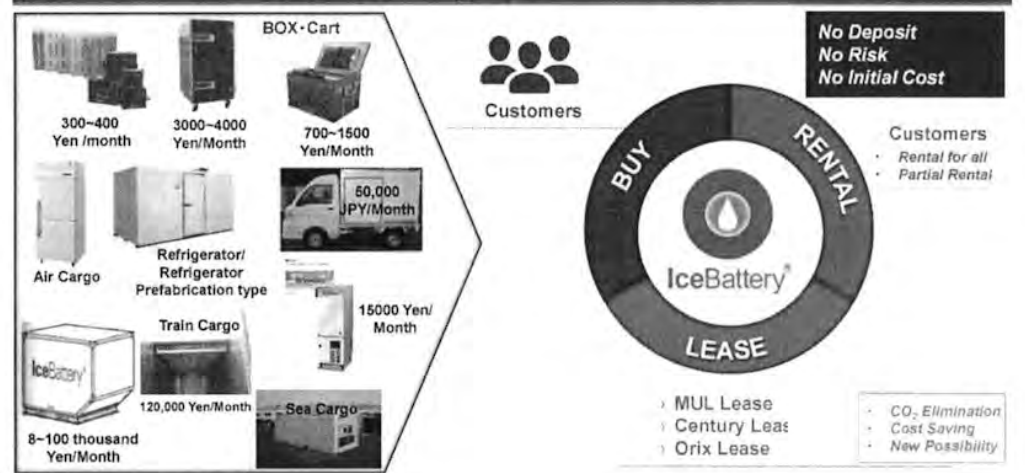 BOX・Cart
300~400
Yen /month
3000~4000
Yen/Month
700~1500
Yen/Month
Air Cargo
Refrigerator/
Refrigerator
Prefabrication type
50,000
JPY/Month
15000 Yen/
Month
IceBattery
8~100 thousand
Yen/Month
Train Cargo
120,000 Yen/Month
Sea Cargo
Customers
No Deposit
No Risk
No Initial Cost
BUY
RENTAL
LEASE
IceBattery
Customers
· Rental for all
· Partial Rental
› MUL Lease
› Century Leas
› Orix Lease
· CO₂ Elimination
· Cost Saving
· New Possibility